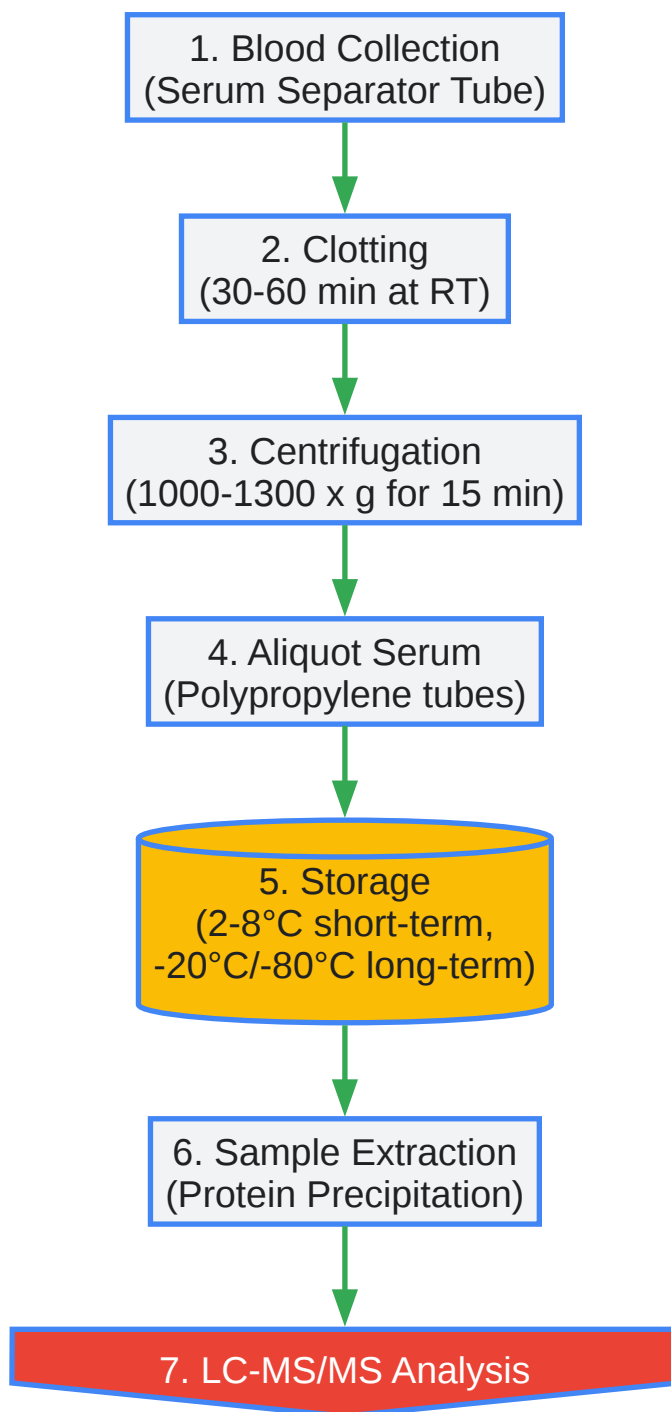 1. Blood Collection
(Serum Separator Tube)
2. Clotting
(30-60 min at RT)
3. Centrifugation
(1000-1300 x g for 15 min)
4. Aliquot Serum
(Polypropylene tubes)
5. Storage
(2-8°C short-term,
-20°C/-80°C long-term)
6. Sample Extraction
(Protein Precipitation)
7. LC-MS/MS Analysis